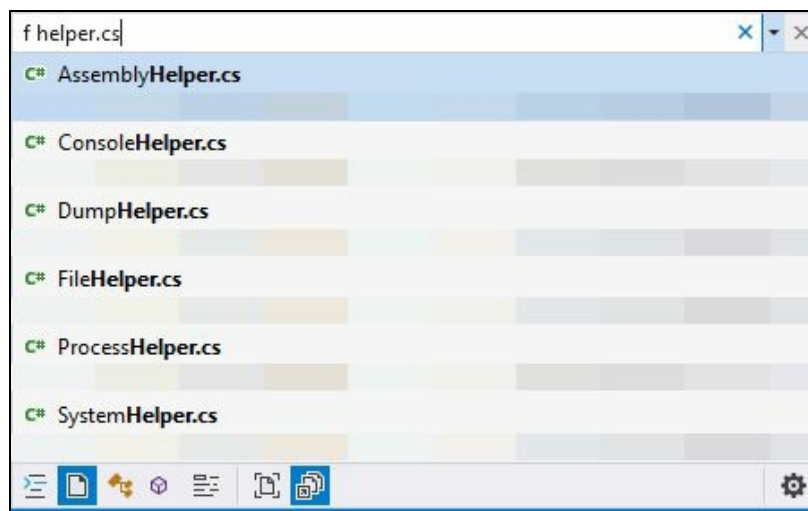 f helper.cs
C# AssemblyHelper.cs
C# ConsoleHelper.cs
C# DumpHelper.cs
C# FileHelper.cs
C# ProcessHelper.cs
C# SystemHelper.cs